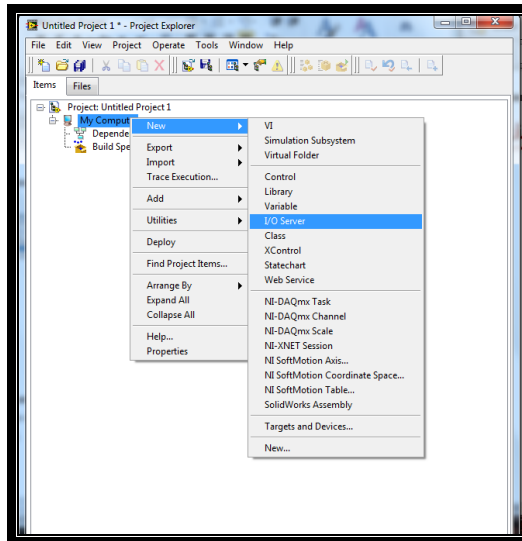 Untitled Project 1 * - Project Explorer
File Edit View Project Operate Tools Window Help
Items Files
Project: Untitled Project 1
My Comput
Depende
Build Spe
New
Export
Import
Trace Execution...
Add
Utilities
Deploy
Find Project Items...
Arrange By
Expand All
Collapse All
Help...
Properties
VI
Simulation Subsystem
Virtual Folder
Control
Library
Variable
I/O Server
Class
XControl
Statechart
Web Service
NI-DAQmx Task
NI-DAQmx Channel
NI-DAQmx Scale
NI-XNET Session
NI SoftMotion Axis...
NI SoftMotion Coordinate Space...
NI SoftMotion Table...
SolidWorks Assembly
Targets and Devices...
New...